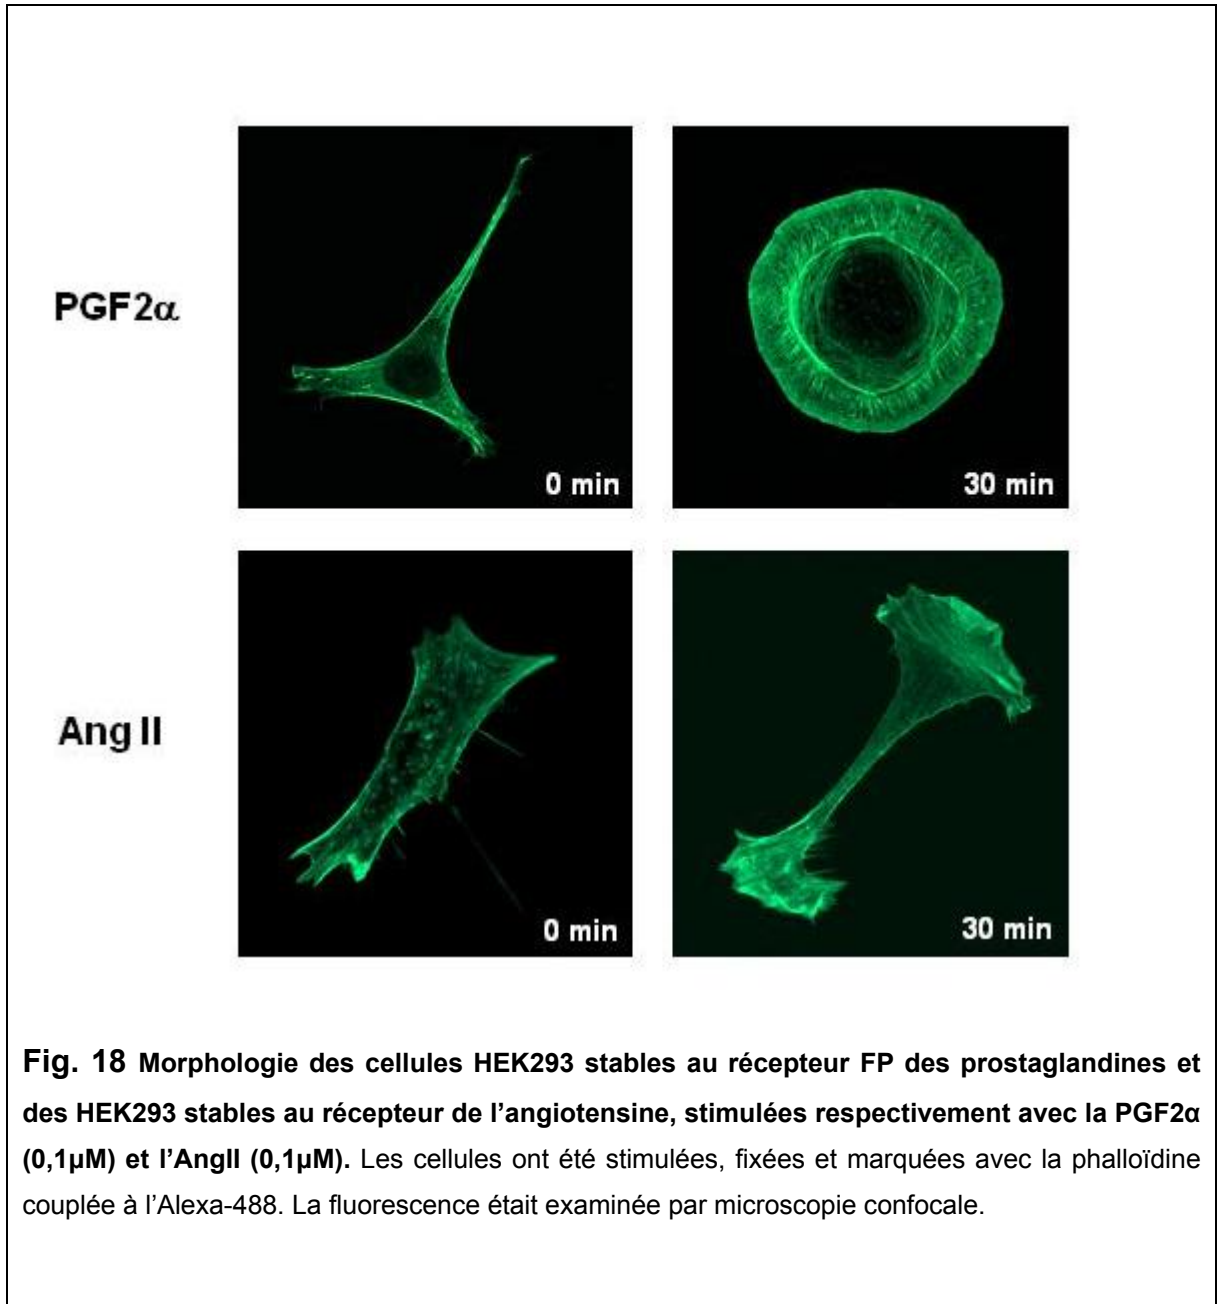 PGF2α
0 min
30 min
Ang II
0 min
30 min
Fig. 18 Morphologie des cellules HEK293 stables au récepteur FP des prostaglandines et
des HEK293 stables au récepteur de l’angiotensine, stimulées respectivement avec la PGF2α
(0,1µM) et l’AngII (0,1µM). Les cellules ont été stimulées, fixées et marquées avec la phalloïdine
couplée à l’Alexa-488. La fluorescence était examinée par microscopie confocale.